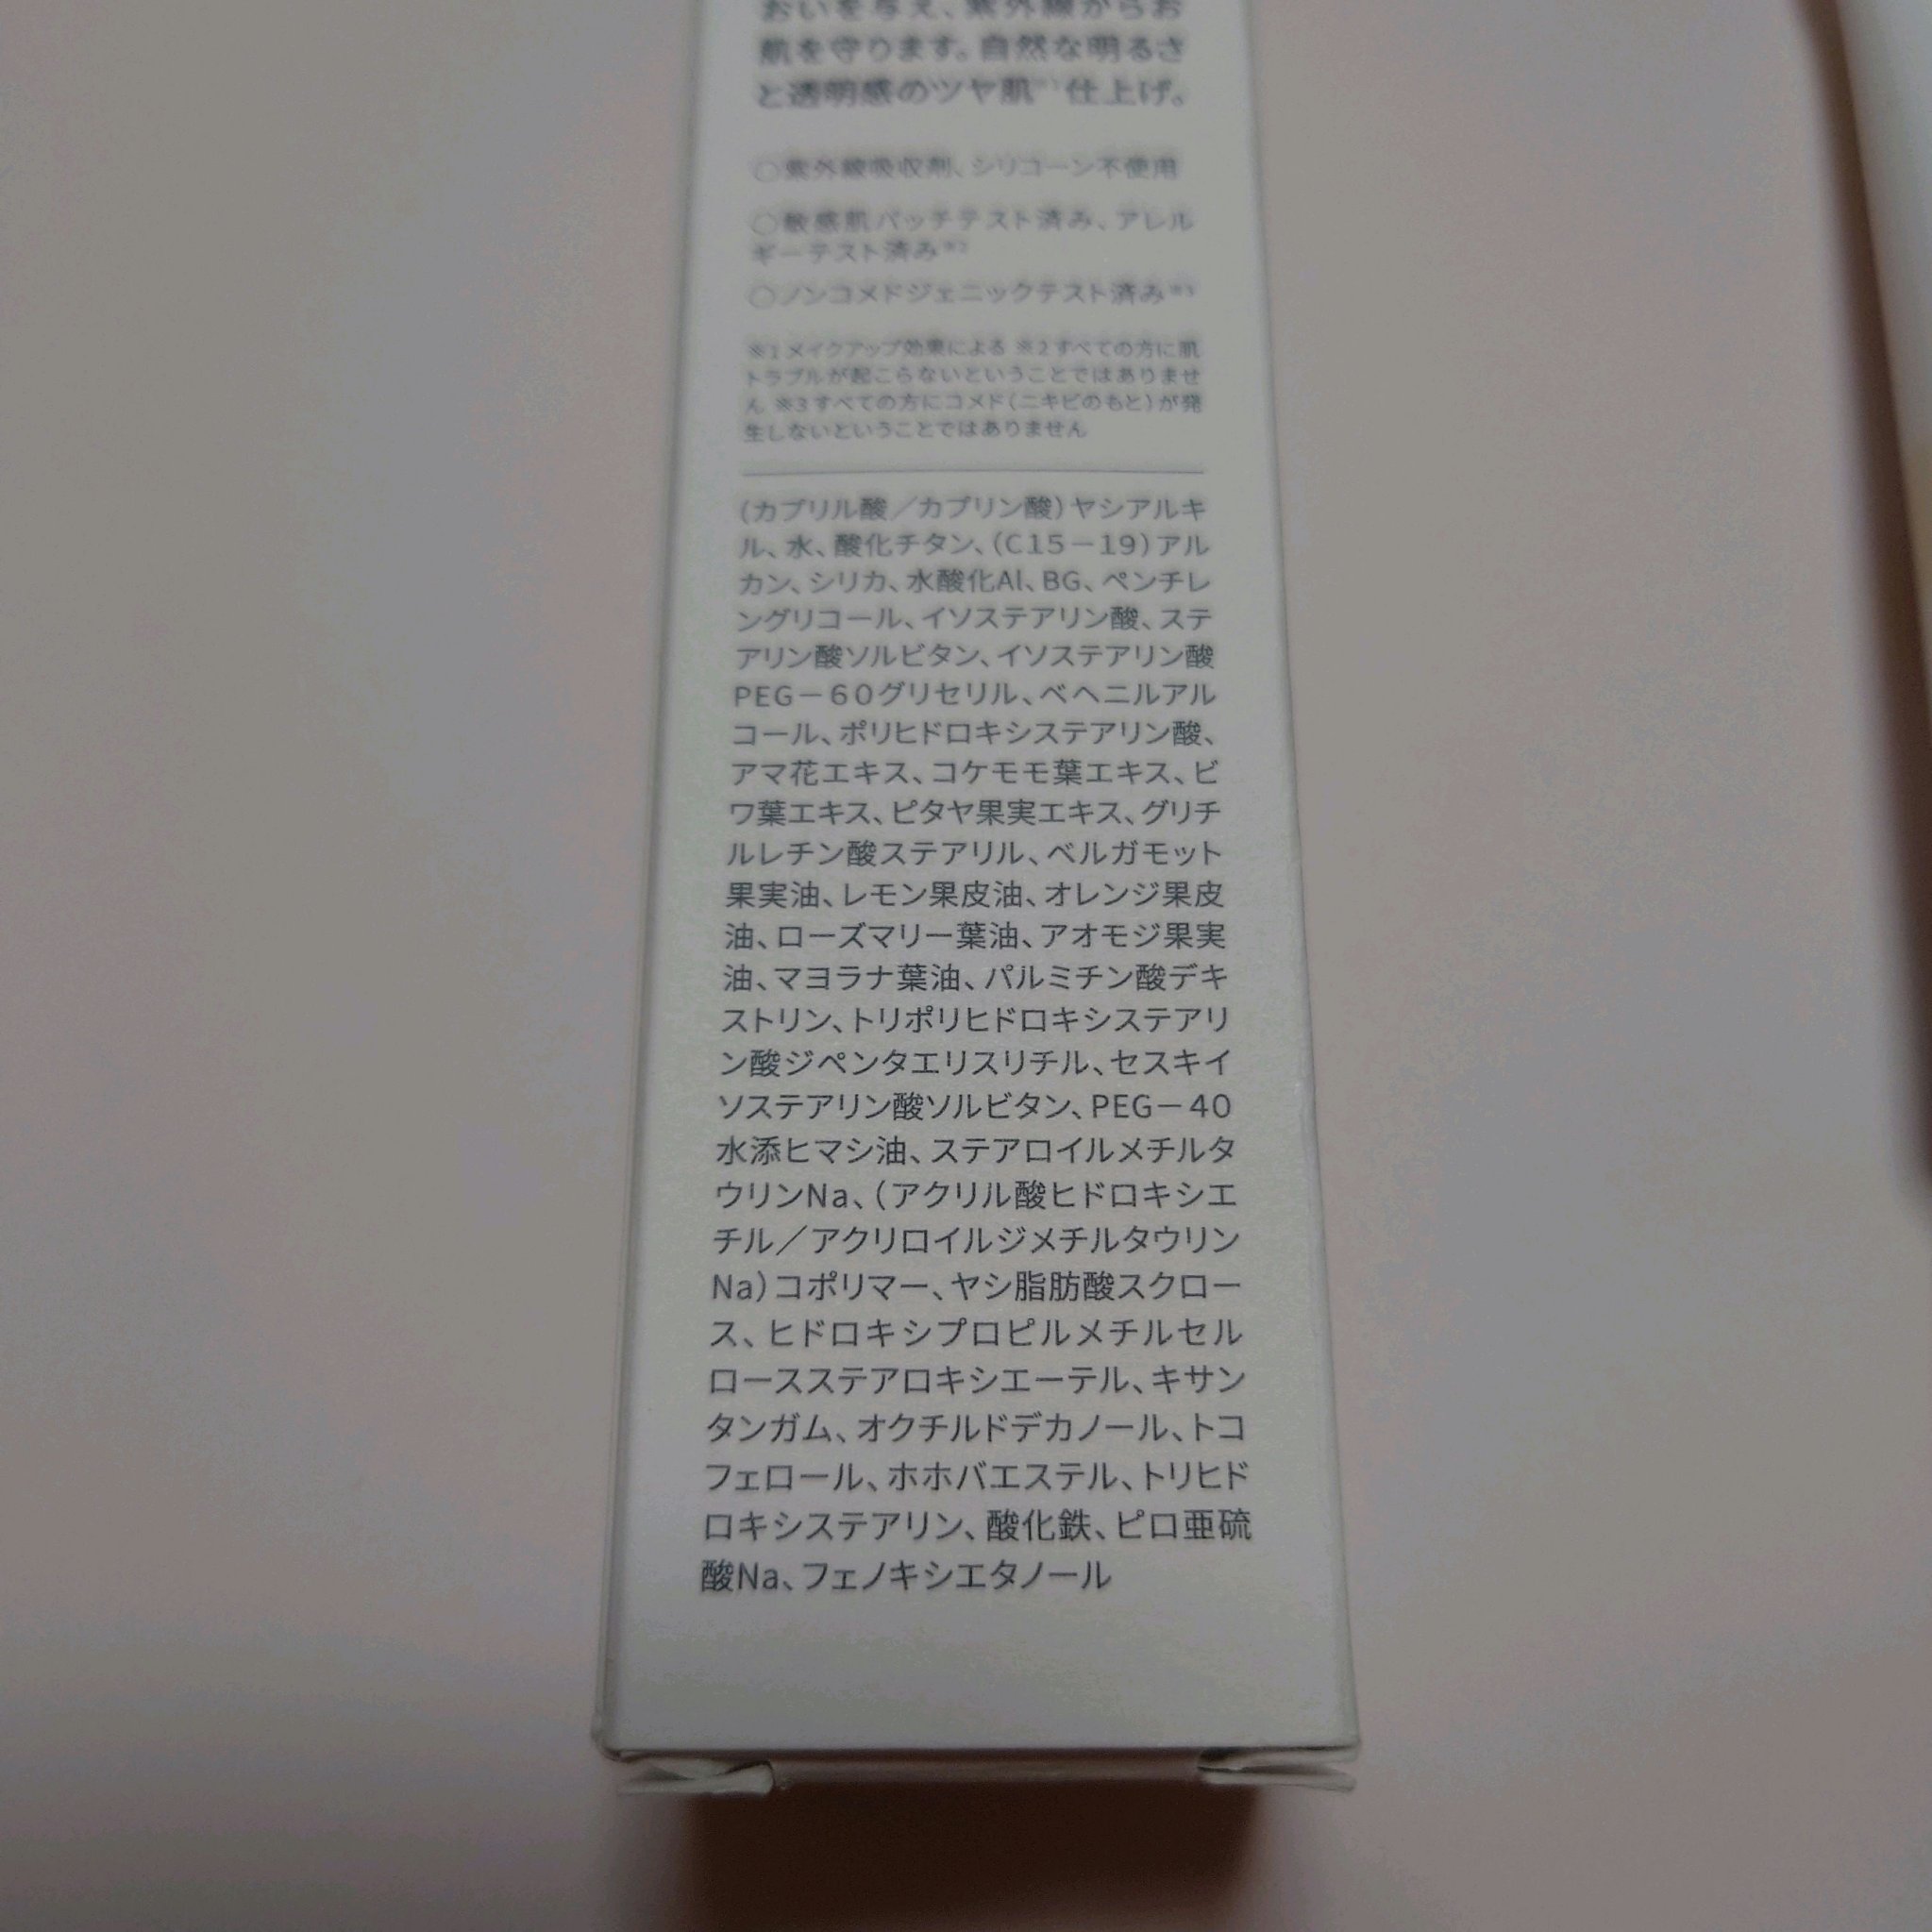 おいを与え、紫外線からお
肌を守ります。自然な明るさ
と透明感のツヤ肌※1仕上げ。
○紫外線吸収剤、シリコーン不使用
○敏感肌パッチテスト済み、アレル
ギーテスト済み※2
○ノンコメドジェニックテスト済み※3
※1メイクアップ効果による ※2すべての方に肌
トラブルが起こらないということではありませ
ん ※3すべての方にコメド(ニキビのもと)が発
生しないということではありません
(カプリル酸／カプリン酸)ヤシアルキ
ル、水、酸化チタン、(C15－19)アル
カン、シリカ、水酸化Al、BG、ペンチレ
ングリコール、イソステアリン酸、ステ
アリン酸ソルビタン、イソステアリン酸
PEG－60グリセリル、ベヘニルアル
コール、ポリヒドロキシステアリン酸、
アマ花エキス、コケモモ葉エキス、ビ
ワ葉エキス、ピタヤ果実エキス、グリチ
ルレチン酸ステアリル、ベルガモット
果実油、レモン果皮油、オレンジ果皮
油、ローズマリー葉油、アオモジ果実
油、マヨラナ葉油、パルミチン酸デキ
ストリン、トリポリヒドロキシステアリ
ン酸ジペンタエリスリチル、セスキイ
ソステアリン酸ソルビタン、PEG－40
水添ヒマシ油、ステアロイルメチルタ
ウリンNa、(アクリル酸ヒドロキシエ
チル／アクリロイルジメチルタウリン
Na)コポリマー、ヤシ脂肪酸スクロー
ス、ヒドロキシプロピルメチルセル
ロースステアロキシエーテル、キサン
タンガム、オクチルドデカノール、トコ
フェロール、ホホバエステル、トリヒド
ロキシステアリン、酸化鉄、ピロ亜硫
酸Na、フェノキシエタノール